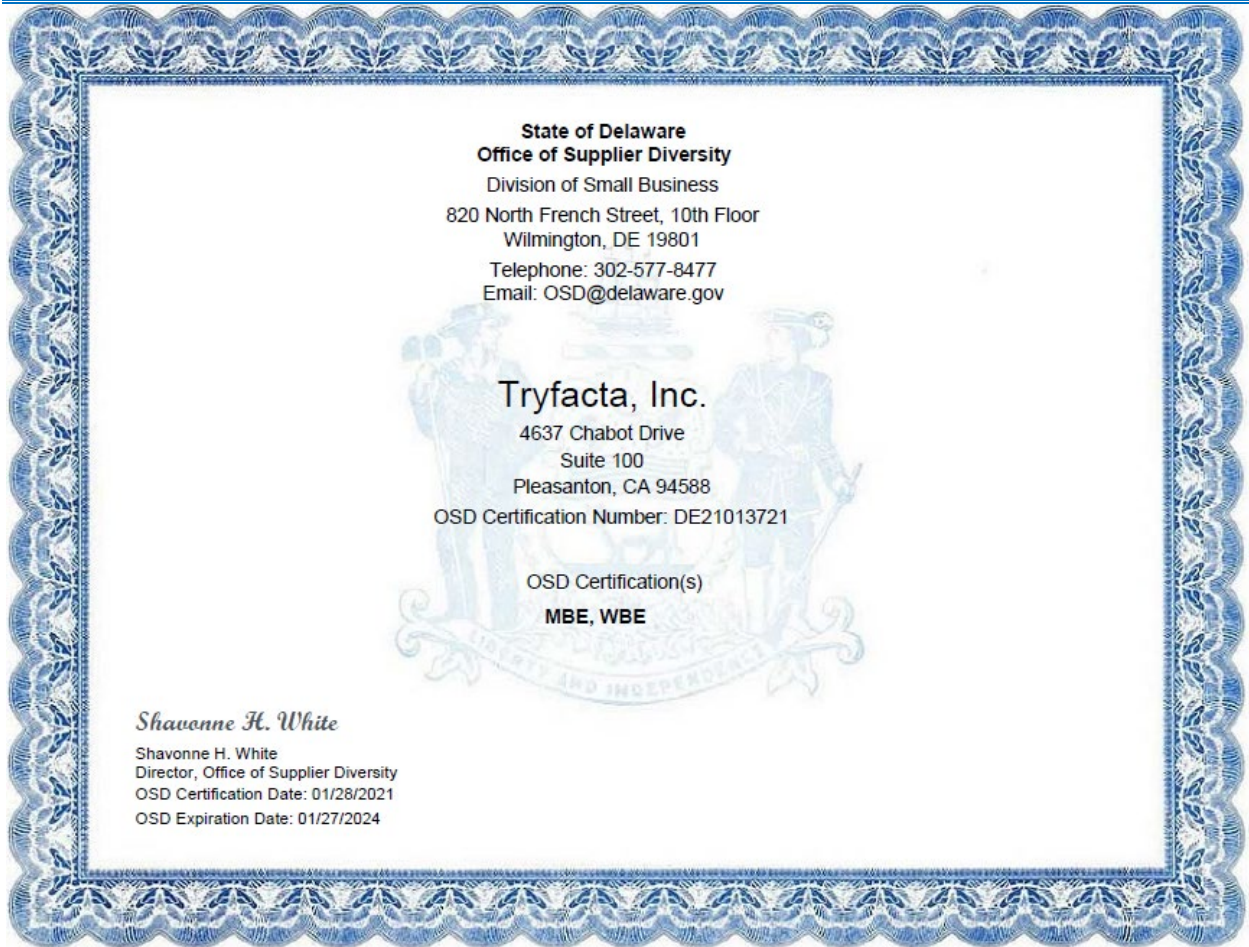 State of Delaware
Office of Supplier Diversity
Division of Small Business
820 North French Street, 10th Floor
Wilmington, DE 19801
Telephone: 302-577-8477
Email: OSD@delaware.gov
Tryfacta, Inc.
4637 Chabot Drive
Suite 100
Pleasanton, CA 94588
OSD Certification Number: DE21013721
OSD Certification(s)
MBE, WBE
LIBERTY AND INDEPENDENCE
Shavonne H. White
Shavonne H. White
Director, Office of Supplier Diversity
OSD Certification Date: 01/28/2021
OSD Expiration Date: 01/27/2024